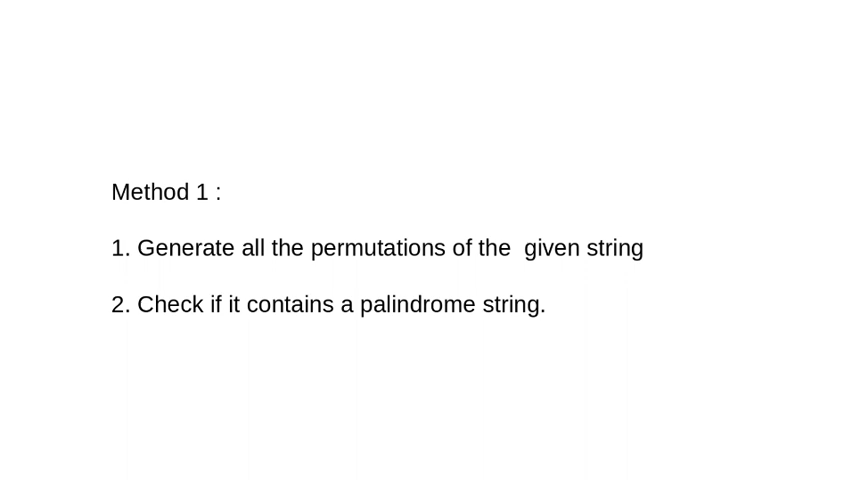 Method 1 :
1. Generate all the permutations of the  given string
2. Check if it contains a palindrome string.